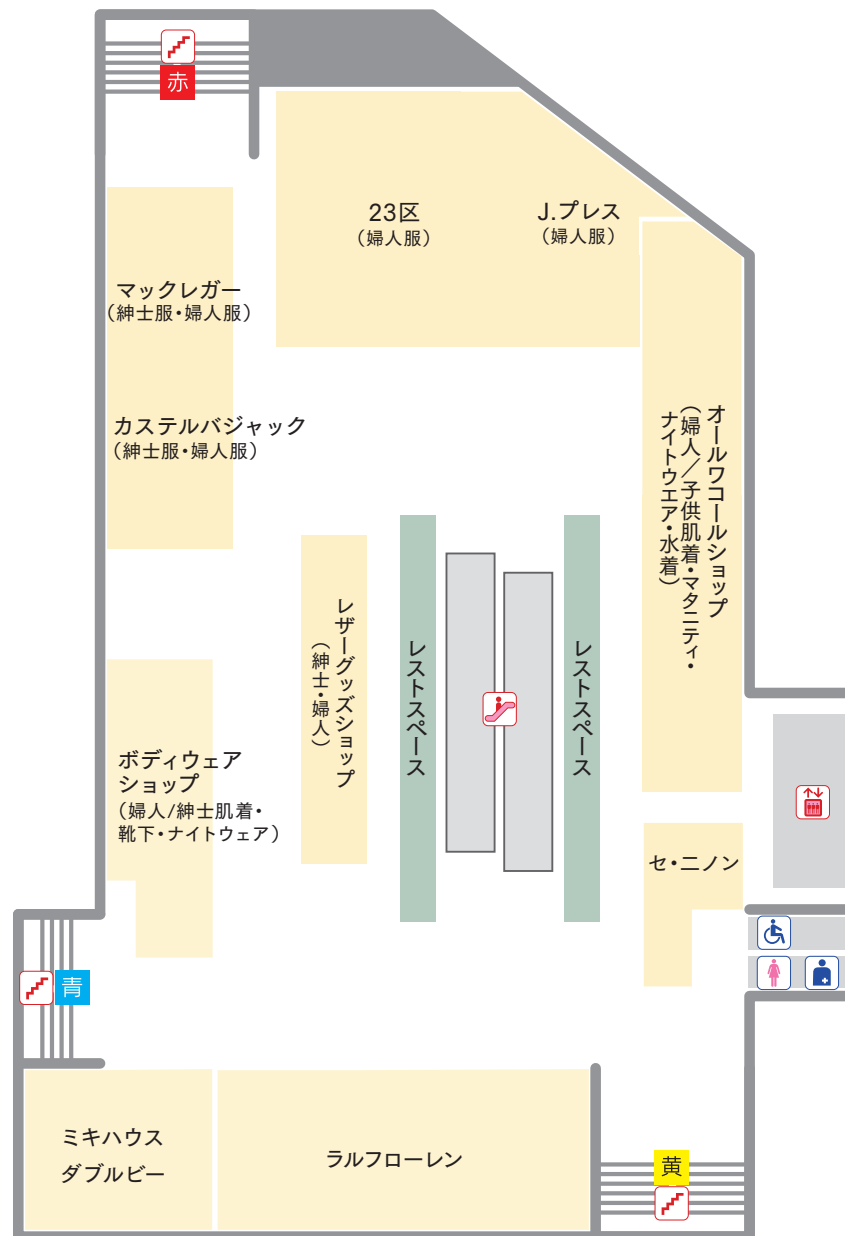 赤
23区
(婦人服)
J.プレス
(婦人服)
マックレガー
(紳士服・婦人服)
カステルバジャック
(紳士服・婦人服)
オールワコールショップ
(婦人／子供肌着・マタニティ・
ナイトウエア・水着)
レザーグッズショップ
(紳士・婦人)
レストスペース
レストスペース
ボディウェア
ショップ
(婦人/紳士肌着・
靴下・ナイトウェア)
セ・ニノン
青
ミキハウス
ダブルビー
ラルフローレン
黄